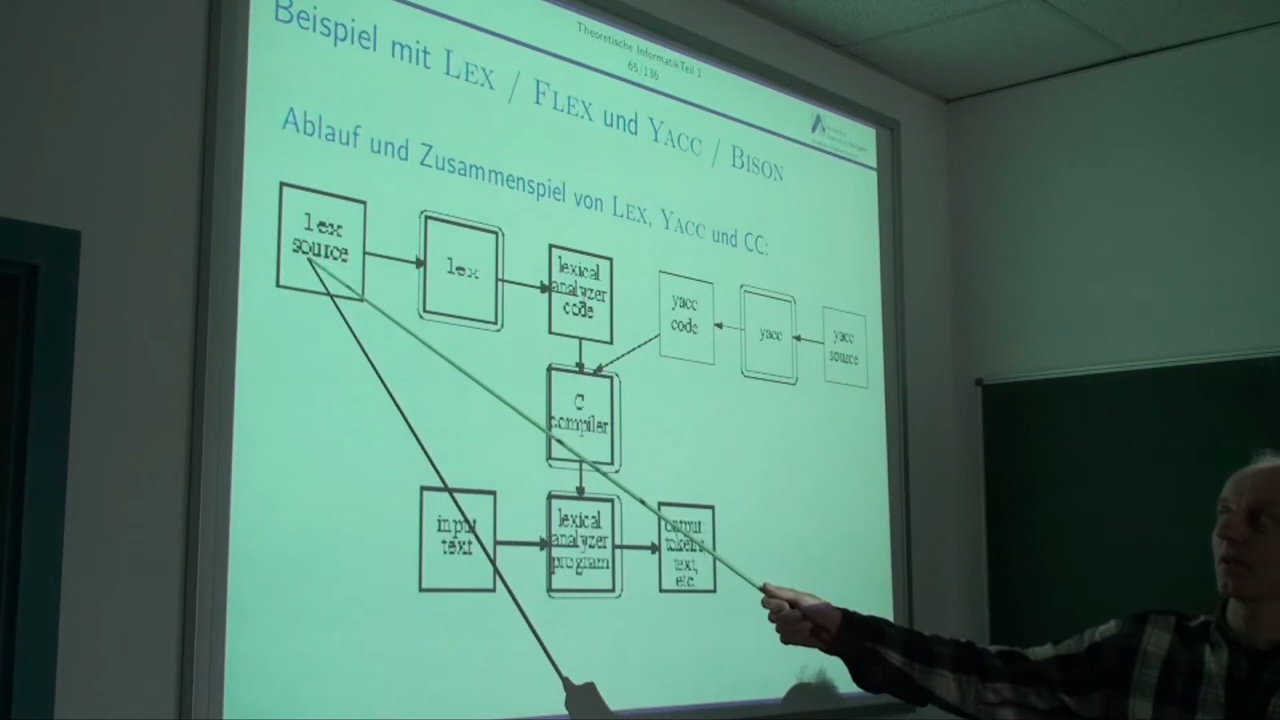 Theoretische InformatikTeil 1
65/136
Beispiel mit LEX / FLEX und YACC / BISON
Ablauf und Zusammenspiel von LEX, YACC und CC:
lex
source
lex
lexical
analyzer
code
yacc
code
yacc
yacc
source
C
compiler
input
text
lexical
analyzer
program
output
tokens,
text,
etc.